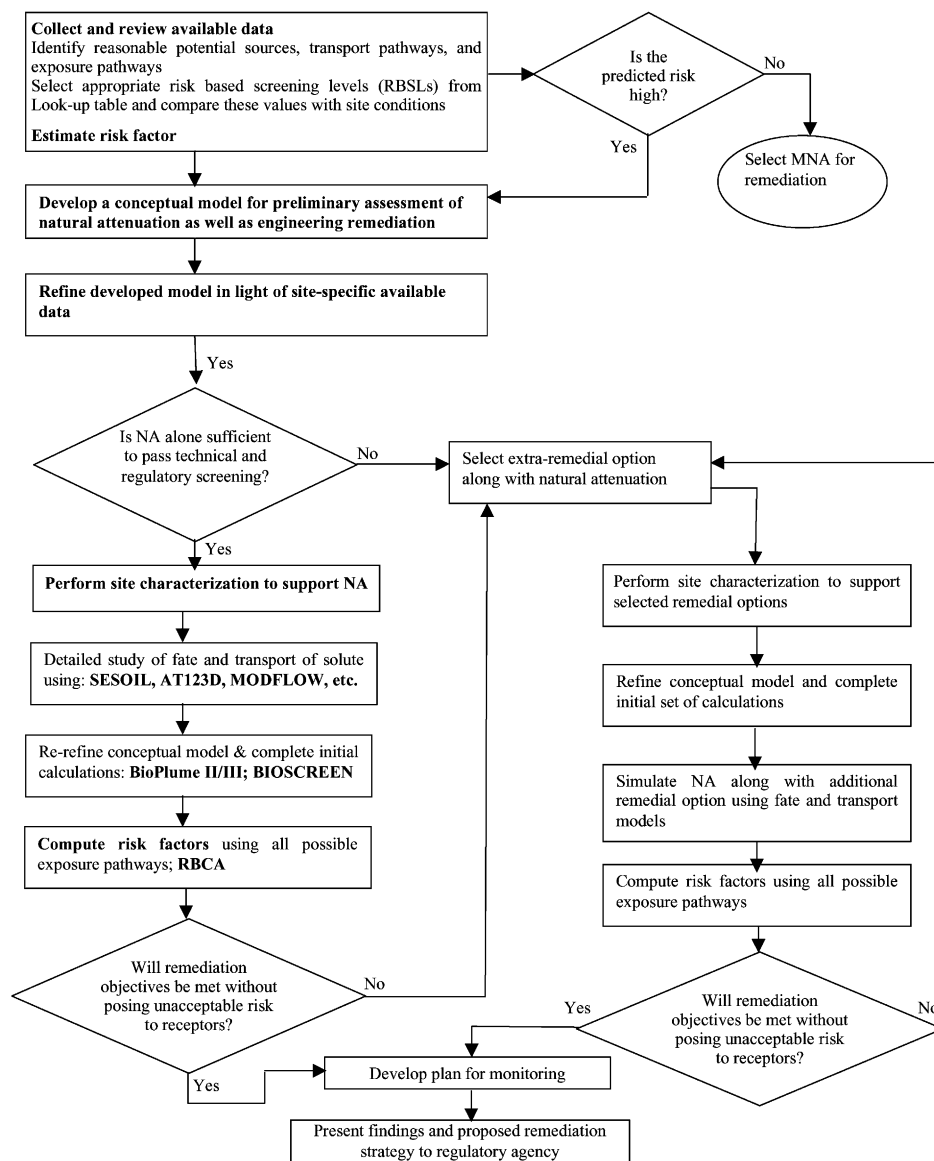 Collect and review available data
Identify reasonable potential sources, transport pathways, and
exposure pathways
Select appropriate risk based screening levels (RBSLs) from
Look-up table and compare these values with site conditions
Estimate risk factor
Is the
predicted risk
high?
No
Yes
Select MNA for
remediation
Develop a conceptual model for preliminary assessment of
natural attenuation as well as engineering remediation
Refine developed model in light of site-specific available
data
Yes
Is NA alone sufficient
to pass technical and
regulatory screening?
No
Select extra-remedial option
along with natural attenuation
Yes
Perform site characterization to support NA
Detailed study of fate and transport of solute
using: SESOIL, AT123D, MODFLOW, etc.
Re-refine conceptual model & complete initial
calculations: BioPlume II/III; BIOSCREEN
Compute risk factors using all possible
exposure pathways; RBCA
Will remediation
objectives be met without
posing unacceptable risk
to receptors?
No
Yes
Perform site characterization to support
selected remedial options
Refine conceptual model and complete
initial set of calculations
Simulate NA along with additional
remedial option using fate and transport
models
Compute risk factors using all possible
exposure pathways
Will remediation
objectives be met without
posing unacceptable risk
to receptors?
Yes
No
Develop plan for monitoring
Present findings and proposed remediation
strategy to regulatory agency